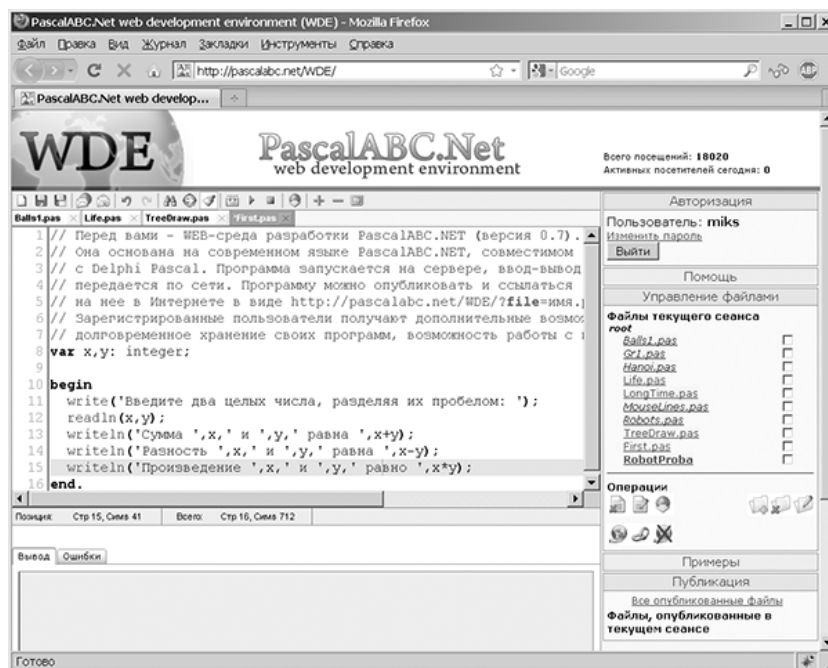 PascalABC.Net web development environment (WDE) - Mozilla Firefox
Файл Правка Вид Журнал Закладки Инструменты Справка
http://pascalabc.net/WDE/
Google
ABP
PascalABC.Net web develop...
WDE
PascalABC.Net
web development environment
Всего посещений: 18020
Активных посетителей сегодня: 0
Balls1.pas Life.pas TreeDraw.pas *First.pas
1 // Перед вами - WEB-среда разработки PascalABC.NET (версия 0.7).
2 // Она основана на современном языке PascalABC.NET, совместимом
3 // с Delphi Pascal. Программа запускается на сервере, ввод-вывод
4 // передается по сети. Программу можно опубликовать и ссылаться
5 // на нее в Интернете в виде http://pascalabc.net/WDE/?file=имя.
6 // Зарегистрированные пользователи получают дополнительные возмо
7 // долговременное хранение своих программ, возможность работы с
8 var x,y: integer;
9
10 begin
11 write('Введите два целых числа, разделяя их пробелом: ');
12 readln(x,y);
13 writeln('Сумма ',x,' и ',y,' равна ',x+y);
14 writeln('Разность ',x,' и ',y,' равна ',x-y);
15 writeln('Произведение ',x,' и ',y,' равно ',x*y);
16 end.
Позиция: Стр 15, Симв 41 Всего: Стр 16, Симв 712
Вывод Ошибки
Авторизация
Пользователь: miks
Изменить пароль
Выйти
Помощь
Управление файлами
Файлы текущего сеанса
root
Balls1.pas
Gr1.pas
Hanoi.pas
Life.pas
LongTime.pas
MouseLines.pas
Robots.pas
TreeDraw.pas
First.pas
RobotProba
Операции
Примеры
Публикация
Все опубликованные файлы
Файлы, опубликованные в
текущем сеансе
Готово